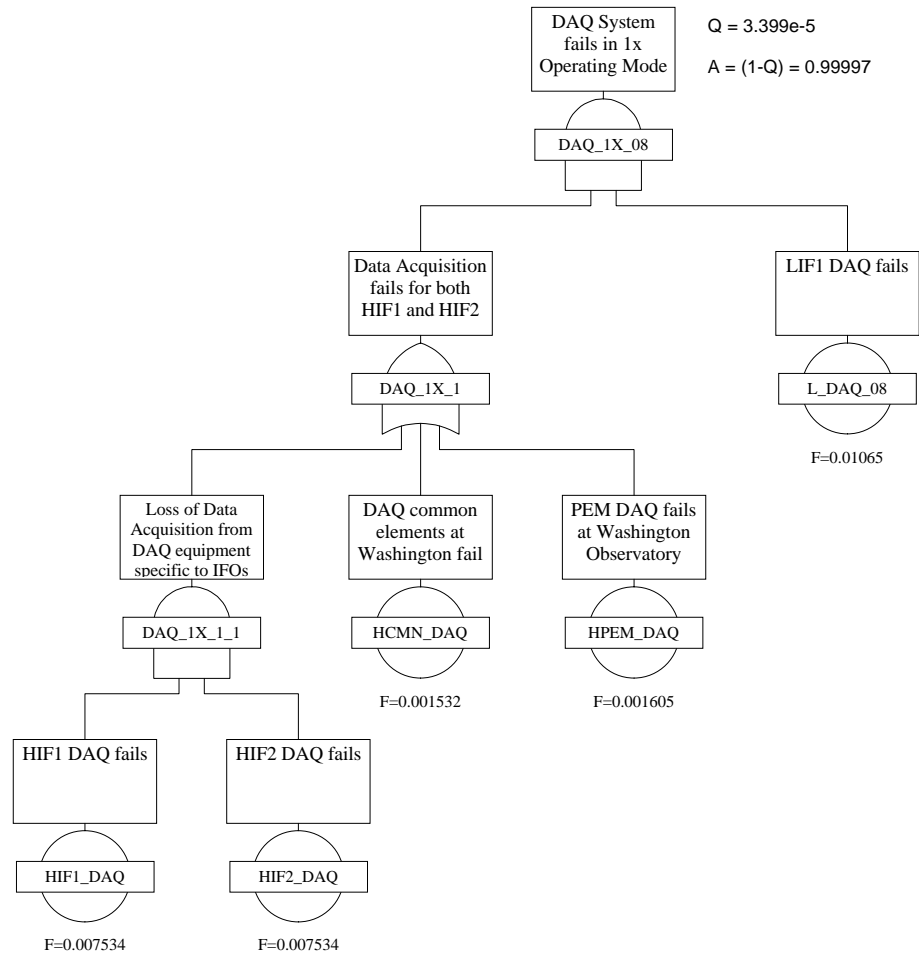 DAQ System
fails in 1x
Operating Mode
Q = 3.399e-5
A = (1-Q) = 0.99997
DAQ_1X_08
Data Acquisition
fails for both
HIF1 and HIF2
LIF1 DAQ fails
DAQ_1X_1
L_DAQ_08
F=0.01065
Loss of Data
Acquisition from
DAQ equipment
specific to IFOs
DAQ common
elements at
Washington fail
PEM DAQ fails
at Washington
Observatory
DAQ_1X_1_1
HCMN_DAQ
HPEM_DAQ
F=0.001532
F=0.001605
HIF1 DAQ fails
HIF2 DAQ fails
HIF1_DAQ
HIF2_DAQ
F=0.007534
F=0.007534